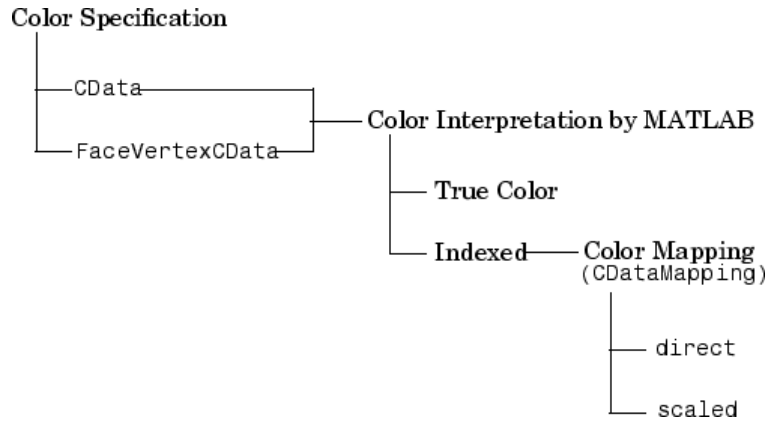 Color Specification
CData
Color Interpretation by MATLAB
FaceVertexCData
True Color
Indexed Color Mapping
(CDataMapping)
direct
scaled